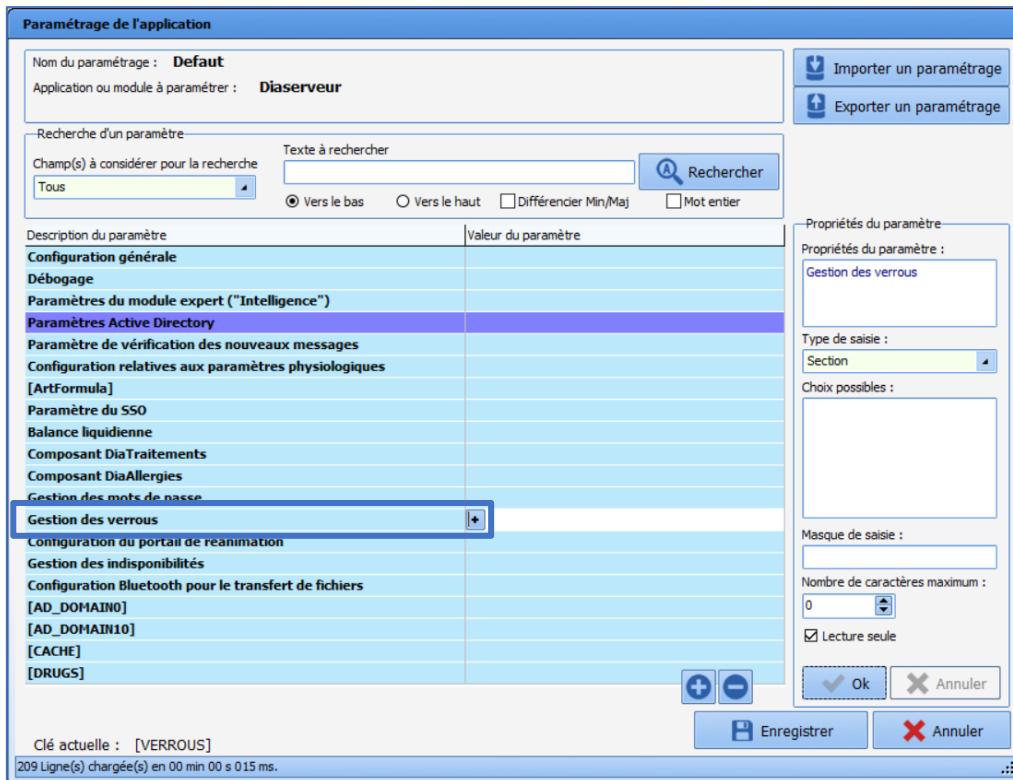 Paramétrage de l'application
Nom du paramétrage : Defaut
Application ou module à paramétrer : Diaserveur
Importer un paramétrage
Exporter un paramétrage
Recherche d'un paramètre
Champ(s) à considérer pour la recherche
Texte à rechercher
Tous
Rechercher
Vers le bas Vers le haut Différencier Min/Maj Mot entier
Description du paramètre Valeur du paramètre
Configuration générale
Débogage
Paramètres du module expert ("Intelligence")
Paramètres Active Directory
Paramètre de vérification des nouveaux messages
Configuration relatives aux paramètres physiologiques
[ArtFormula]
Paramètre du SSO
Balance liquidienne
Composant DiaTraitements
Composant DiaAllergies
Gestion des mots de passe
Gestion des verrous
Configuration du portail de réanimation
Gestion des indisponibilités
Configuration Bluetooth pour le transfert de fichiers
[AD_DOMAIN0]
[AD_DOMAIN10]
[CACHE]
[DRUGS]
Propriétés du paramètre
Propriétés du paramètre :
Gestion des verrous
Type de saisie :
Section
Choix possibles :
Masque de saisie :
Nombre de caractères maximum :
0
Lecture seule
Ok Annuler
Enregistrer Annuler
Clé actuelle : [VERROUS]
209 Ligne(s) chargée(s) en 00 min 00 s 015 ms.